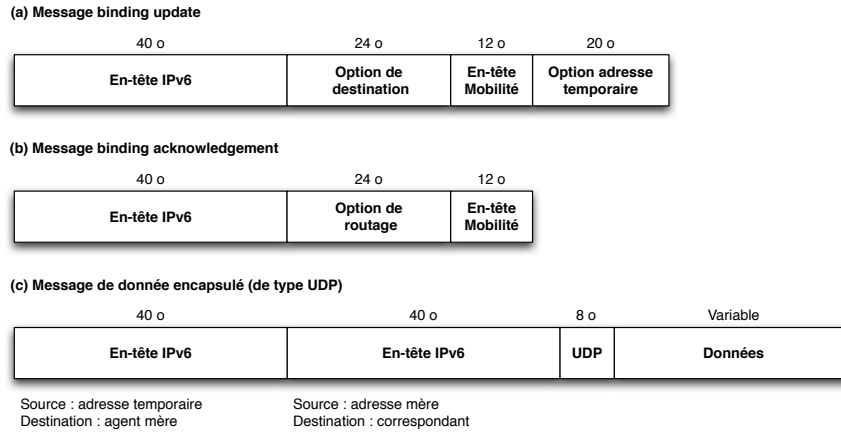 (a) Message binding update
40 o 24 o 12 o 20 o
En-tête IPv6
Option de
destination
En-tête
Mobilité
Option adresse
temporaire
(b) Message binding acknowledgement
40 o 24 o 12 o
En-tête IPv6
Option de
routage
En-tête
Mobilité
(c) Message de donnée encapsulé (de type UDP)
40 o 40 o 8 o Variable
En-tête IPv6 En-tête IPv6 UDP Données
Source : adresse temporaire
Destination : agent mère
Source : adresse mère
Destination : correspondant